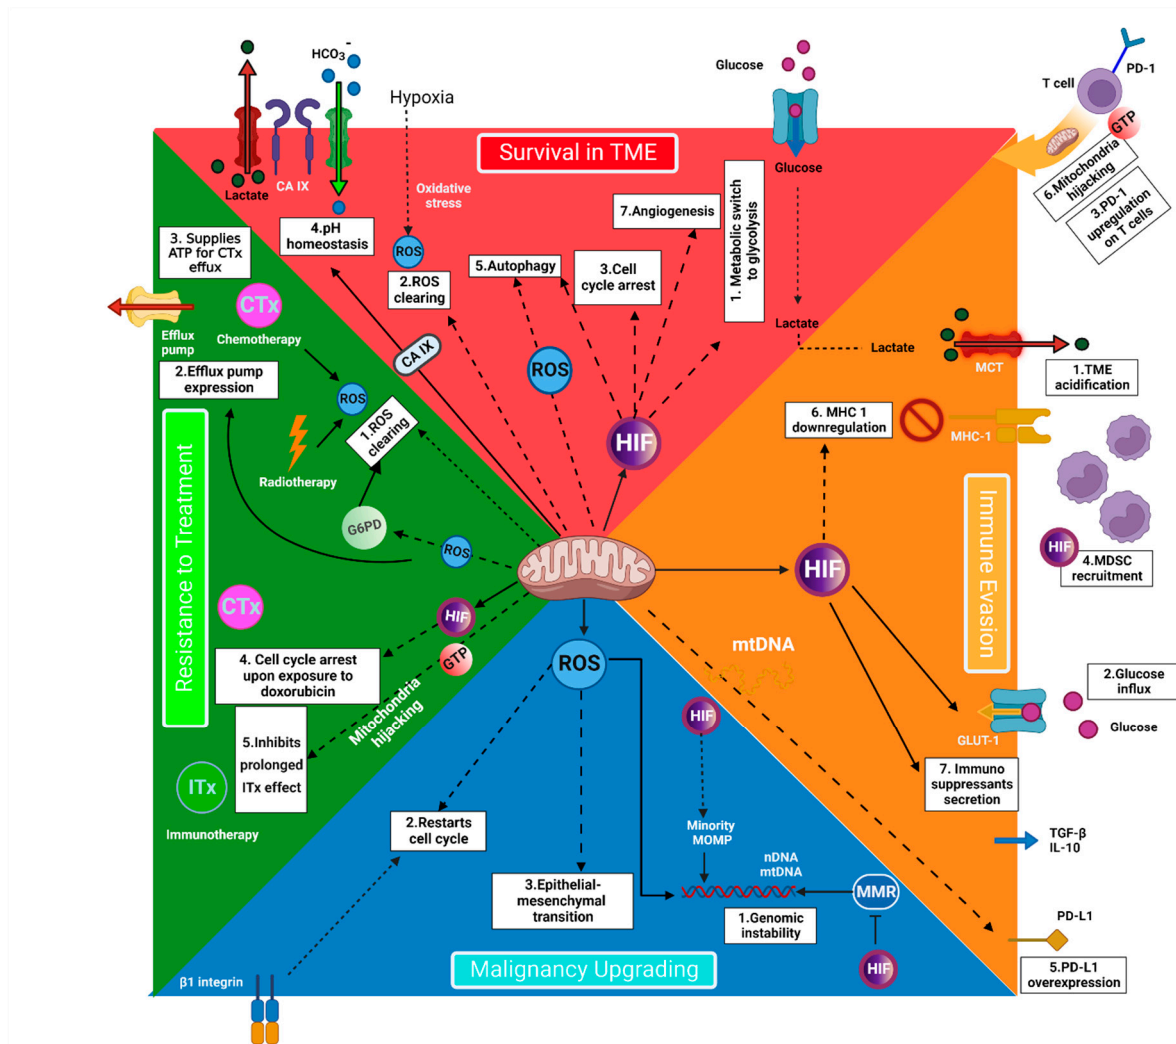 HCO3-
Hypoxia
Lactate
CA IX
Oxidative
stress
Survival in TME
Glucose
Glucose
T cell
PD-1
GTP
6.Mitochondria
hijacking
3.PD-1
upregulation
on T cells
4.pH
homeostasis
ROS
2.ROS
clearing
5.Autophagy
7.Angiogenesis
3.Cell
cycle arrest
1. Metabolic switch
to glycolysis
Lactate
Lactate
CA IX
ROS
HIF
3. Supplies
ATP for CTx
efflux
CTx
Efflux
pump
Chemotherapy
2.Efflux pump
expression
ROS
1.ROS
clearing
Radiotherapy
G6PD
ROS
Resistance to Treatment
CTx
HIF
GTP
4. Cell cycle arrest
upon exposure to
doxorubicin
Mitochondria
hijacking
5.Inhibits
prolonged
ITx effect
ITx
Immunotherapy
MCT
1.TME
acidification
6. MHC 1
downregulation
MHC-1
Immune Evasion
HIF
HIF
4.MDSC
recruitment
2.Glucose
influx
Glucose
GLUT-1
7. Immuno
suppressants
secretion
TGF-β
IL-10
PD-L1
5.PD-L1
overexpression
mtDNA
ROS
HIF
2.Restarts
cell cycle
Minority
MOMP
nDNA
mtDNA
MMR
3.Epithelial-
mesenchymal
transition
1.Genomic
instability
HIF
Malignancy Upgrading
β1 integrin